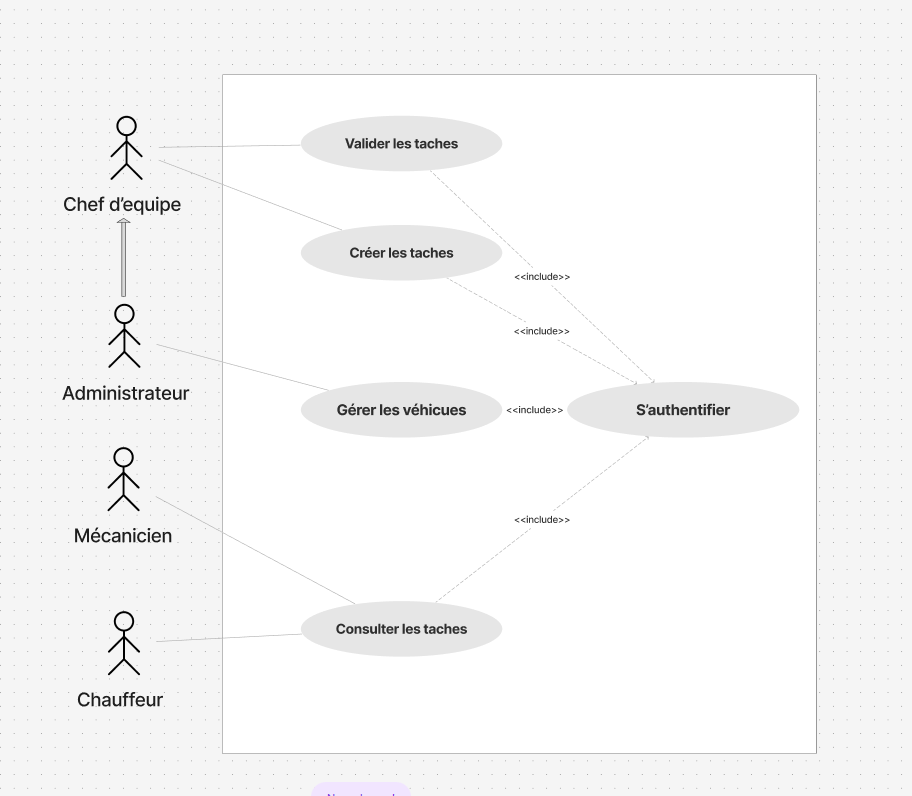 Valider les taches
Chef d'equipe
Créer les taches
<<include>>
<<include>>
Administrateur
Gérer les véhicues
<<include>>
S'authentifier
Mécanicien
<<include>>
Consulter les taches
Chauffeur